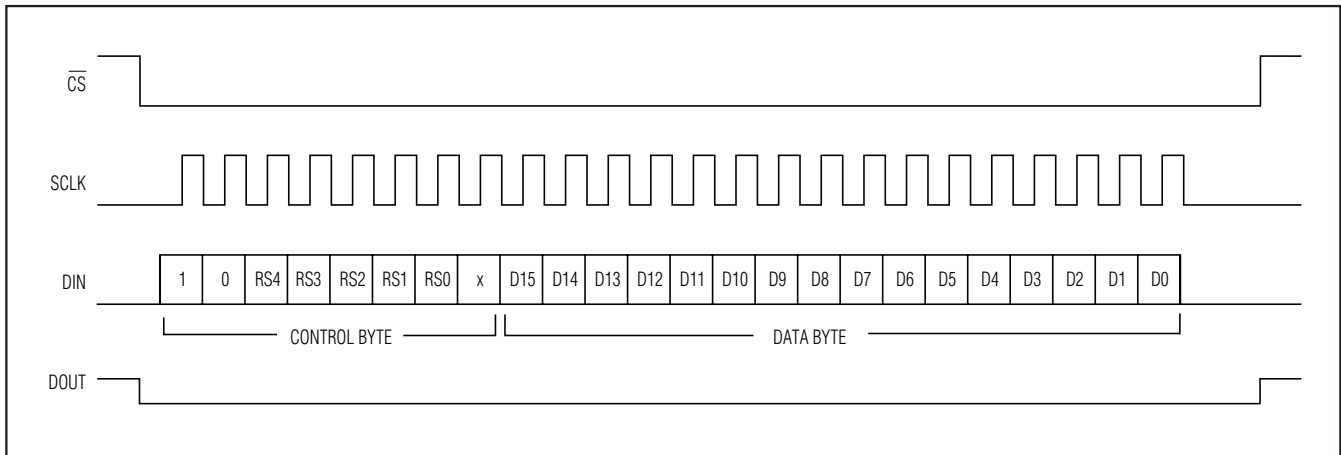 C̅S̅
SCLK
DIN 1 0 RS4 RS3 RS2 RS1 RS0 x D15 D14 D13 D12 D11 D10 D9 D8 D7 D6 D5 D4 D3 D2 D1 D0
CONTROL BYTE DATA BYTE
DOUT